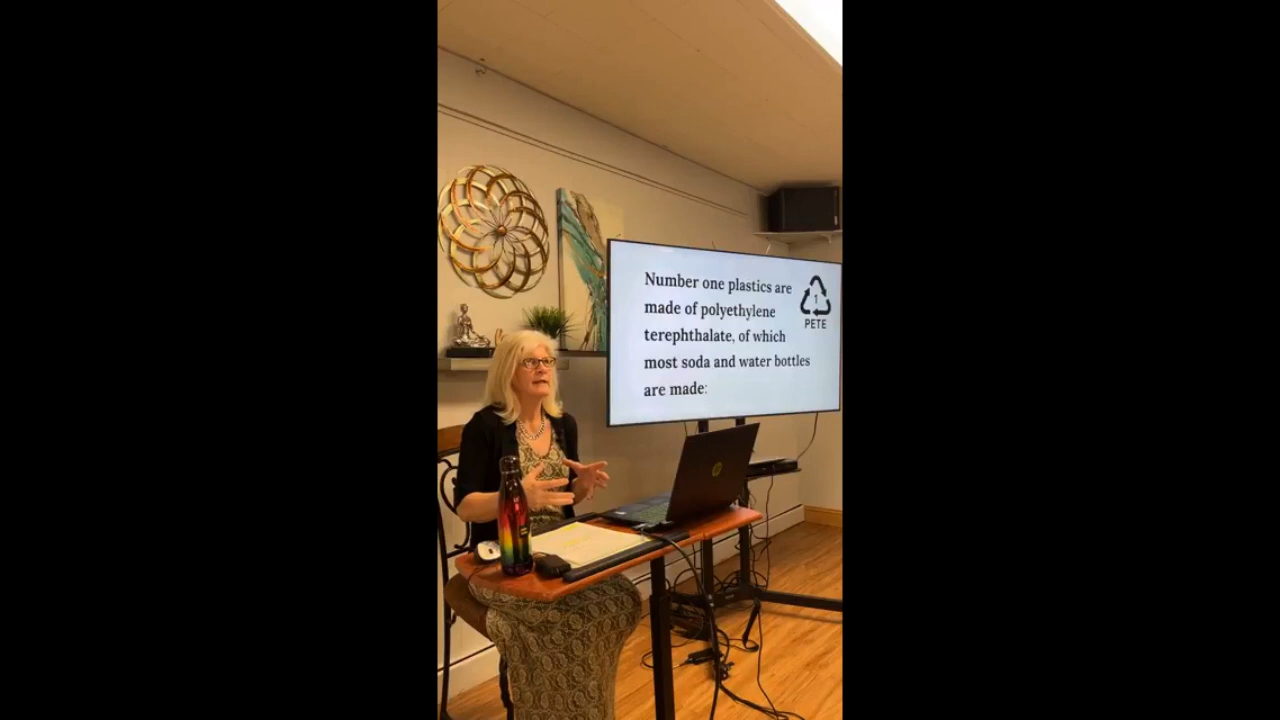 Number one plastics are
made of polyethylene
terephthalate, of which
most soda and water bottles
are made:
1
PETE